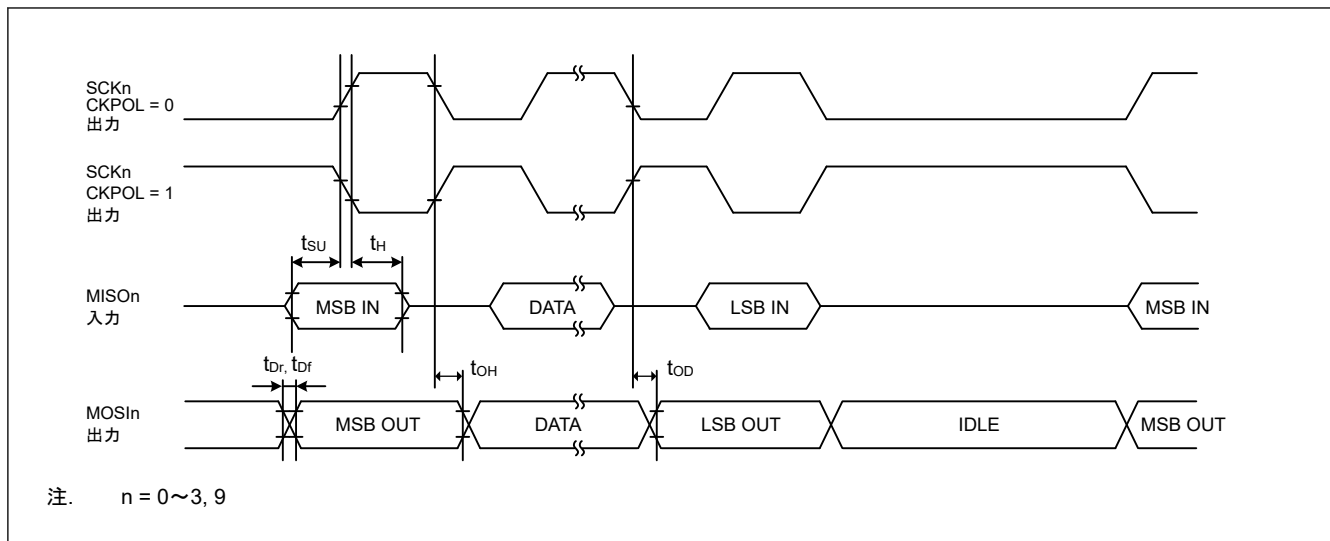 SCKn
CKPOL = 0
出力
SCKn
CKPOL = 1
出力
tSU
tH
MISOn
入力
MSB IN
DATA
LSB IN
MSB IN
tDr, tDf
tOH
tOD
MOSIn
出力
MSB OUT
DATA
LSB OUT
IDLE
MSB OUT
注. n = 0～3, 9